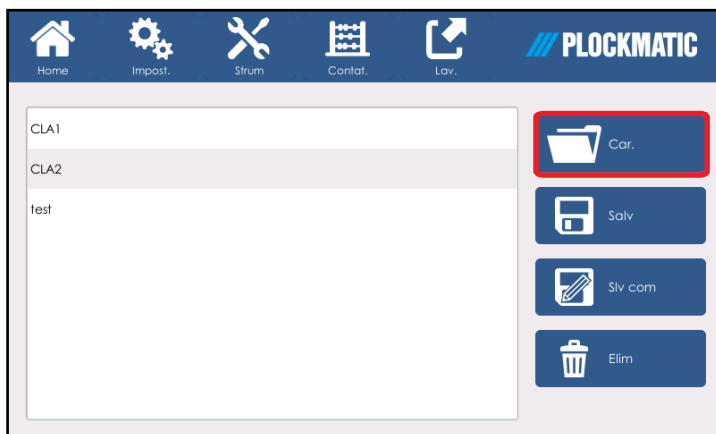 Home Impost. Strum Contat. Lav. PLOCKMATIC
CLA1
CLA2
test
Car.
Salv
Slv com
Elim